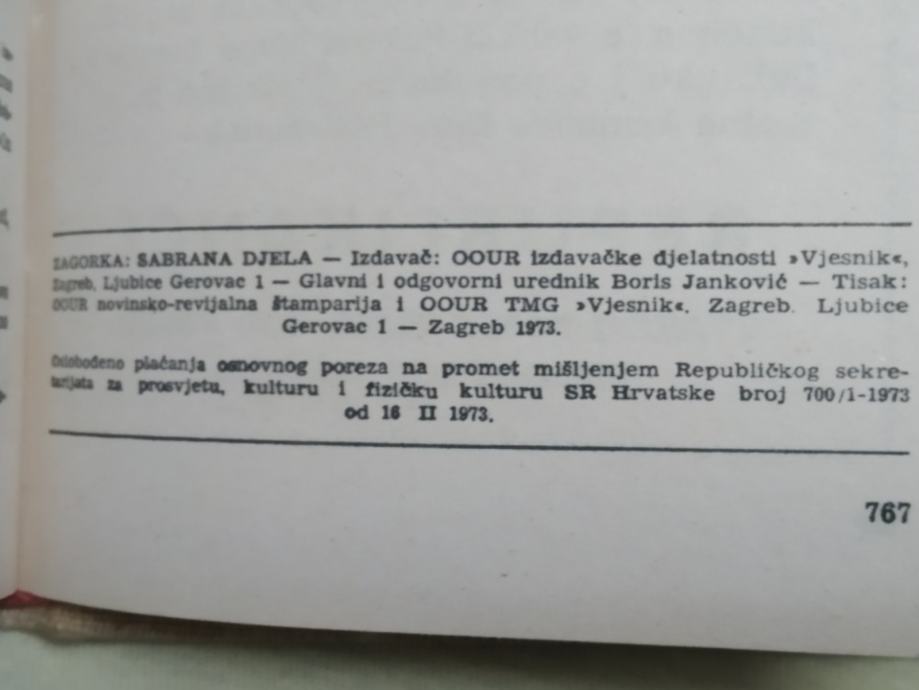 ZAGORKA: SABRANA DJELA — Izdavač: OOUR izdavačke djelatnosti »Vjesnik«,
Zagreb, Ljubice Gerovac 1 — Glavni i odgovorni urednik Boris Janković — Tisak:
OOUR novinsko-revijalna štamparija i OOUR TMG »Vjesnik«. Zagreb. Ljubice
Gerovac 1 — Zagreb 1973.
Oslobođeno plaćanja osnovnog poreza na promet mišljenjem Republičkog sekre-
tarijata za prosvjetu, kulturu i fizičku kulturu SR Hrvatske broj 700/1-1973
od 16 II 1973.
767